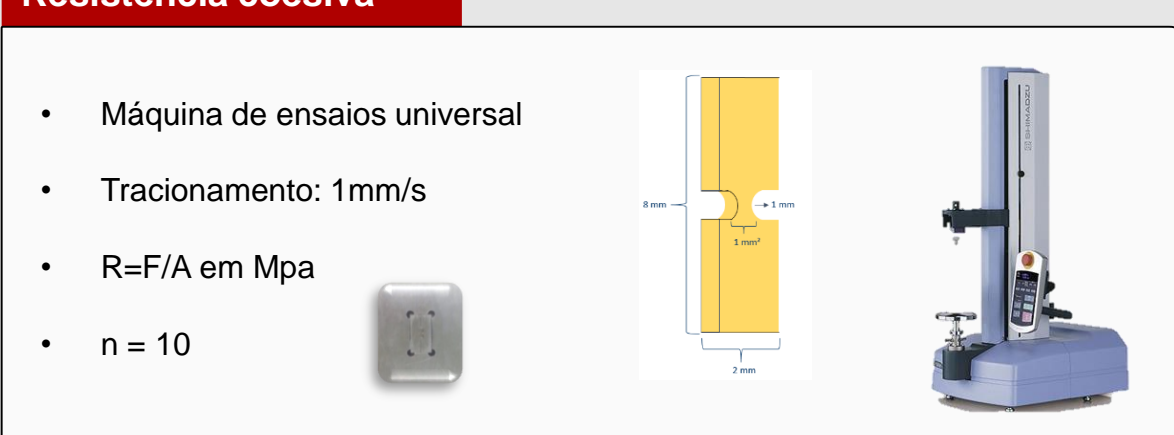 Resistência coesiva
• Máquina de ensaios universal
• Tracionamento: 1mm/s
• R=F/A em Mpa
• n = 10
8 mm
1 mm
1 mm²
2 mm
SHIMADZU